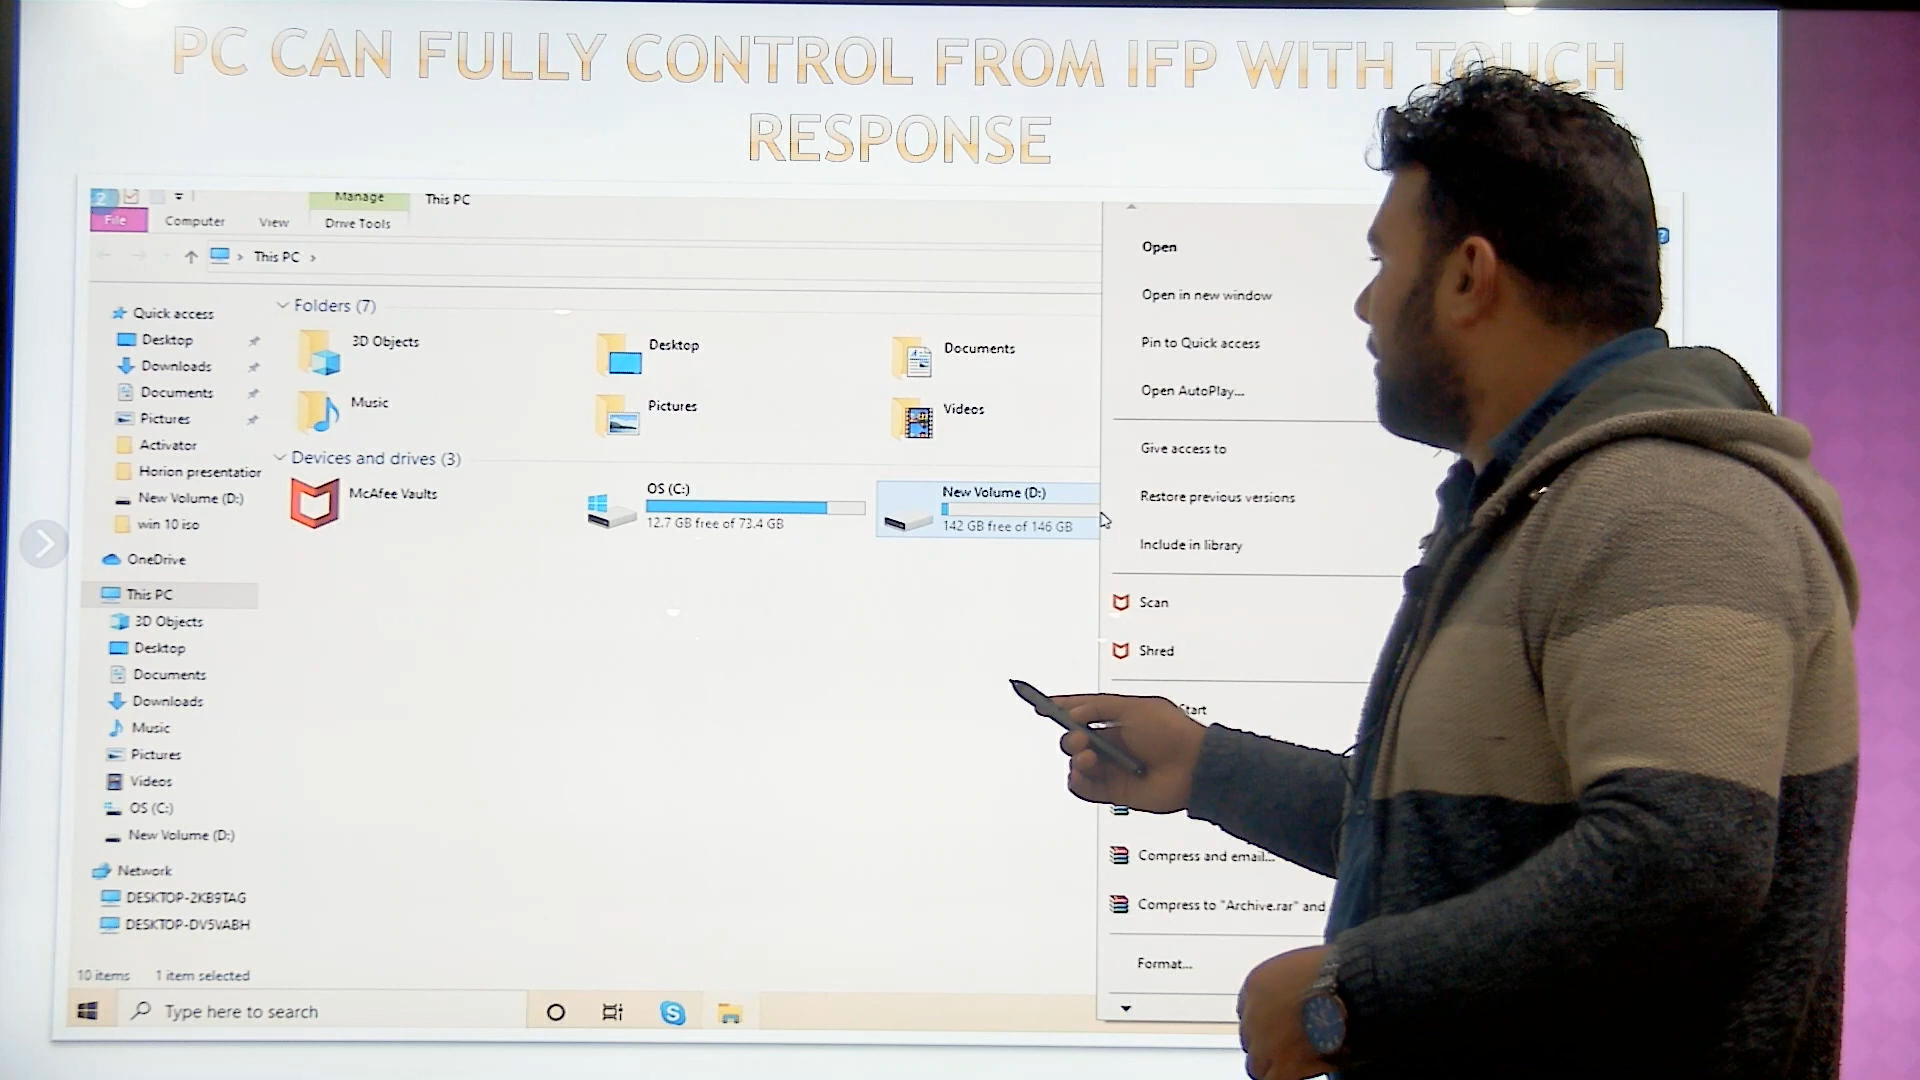 PC CAN FULLY CONTROL FROM IFP WITH TOUCH
RESPONSE
Manage
This PC
File
Computer
View
Drive Tools
This PC
Quick access
Desktop
Downloads
Documents
Pictures
Activator
Horion presentation
New Volume (D:)
win 10 iso
OneDrive
This PC
3D Objects
Desktop
Documents
Downloads
Music
Pictures
Videos
OS (C:)
New Volume (D:)
Network
DESKTOP-2KB9TAG
DESKTOP-DV5VABH
10 items
1 item selected
Folders (7)
3D Objects
Desktop
Documents
Music
Pictures
Videos
Devices and drives (3)
McAfee Vaults
OS (C:)
12.7 GB free of 73.4 GB
New Volume (D:)
142 GB free of 146 GB
Open
Open in new window
Pin to Quick access
Open AutoPlay...
Give access to
Restore previous versions
Include in library
Scan
Shred
Start
Compress and email...
Compress to "Archive.rar" and
Format...
Type here to search